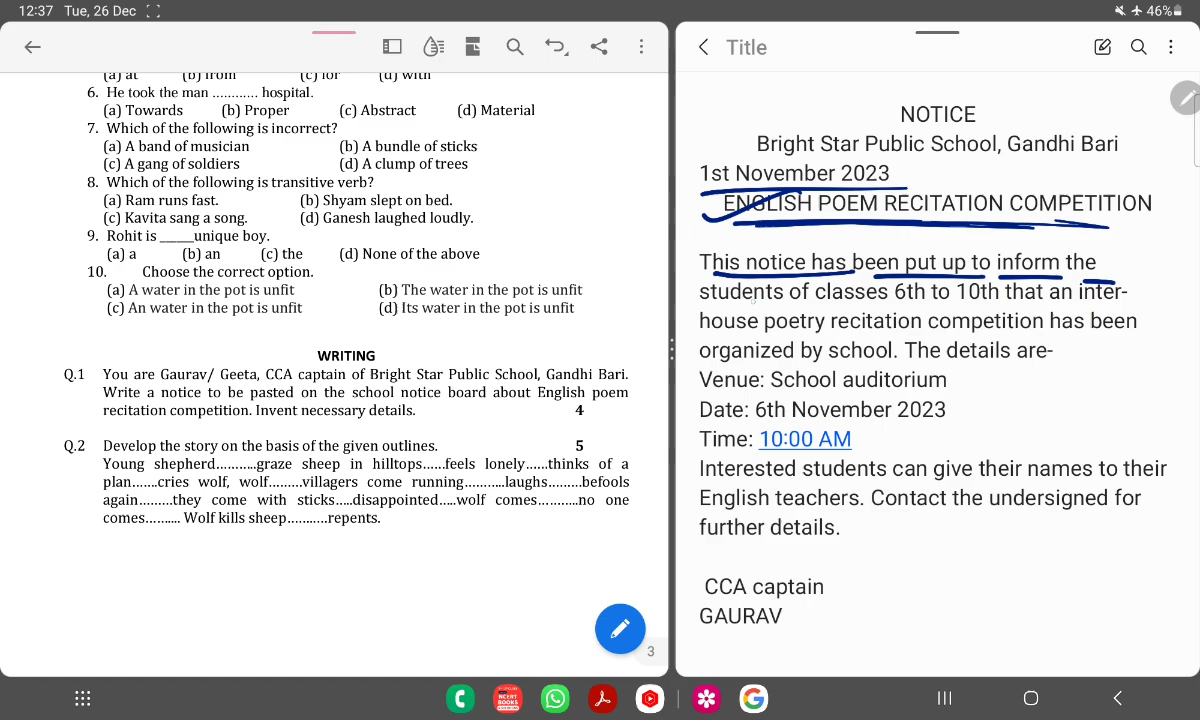 12:37 Tue, 26 Dec
46%
(a) at (b) from (c) for (d) with
6. He took the man ............ hospital.
(a) Towards (b) Proper (c) Abstract (d) Material
7. Which of the following is incorrect?
(a) A band of musician (b) A bundle of sticks
(c) A gang of soldiers (d) A clump of trees
8. Which of the following is transitive verb?
(a) Ram runs fast. (b) Shyam slept on bed.
(c) Kavita sang a song. (d) Ganesh laughed loudly.
9. Rohit is _____unique boy.
(a) a (b) an (c) the (d) None of the above
10. Choose the correct option.
(a) A water in the pot is unfit (b) The water in the pot is unfit
(c) An water in the pot is unfit (d) Its water in the pot is unfit
WRITING
Q.1 You are Gaurav/ Geeta, CCA captain of Bright Star Public School, Gandhi Bari.
Write a notice to be pasted on the school notice board about English poem
recitation competition. Invent necessary details. 4
Q.2 Develop the story on the basis of the given outlines. 5
Young shepherd...........graze sheep in hilltops......feels lonely......thinks of a
plan.......cries wolf, wolf.........villagers come running...........laughs.........befools
again.........they come with sticks.....disappointed.....wolf comes...........no one
comes.......... Wolf kills sheep...........repents.
3
Title
NOTICE
Bright Star Public School, Gandhi Bari
1st November 2023
ENGLISH POEM RECITATION COMPETITION
This notice has been put up to inform the
students of classes 6th to 10th that an inter-
house poetry recitation competition has been
organized by school. The details are-
Venue: School auditorium
Date: 6th November 2023
Time: 10:00 AM
Interested students can give their names to their
English teachers. Contact the undersigned for
further details.
CCA captain
GAURAV
NCERT
BOOKS